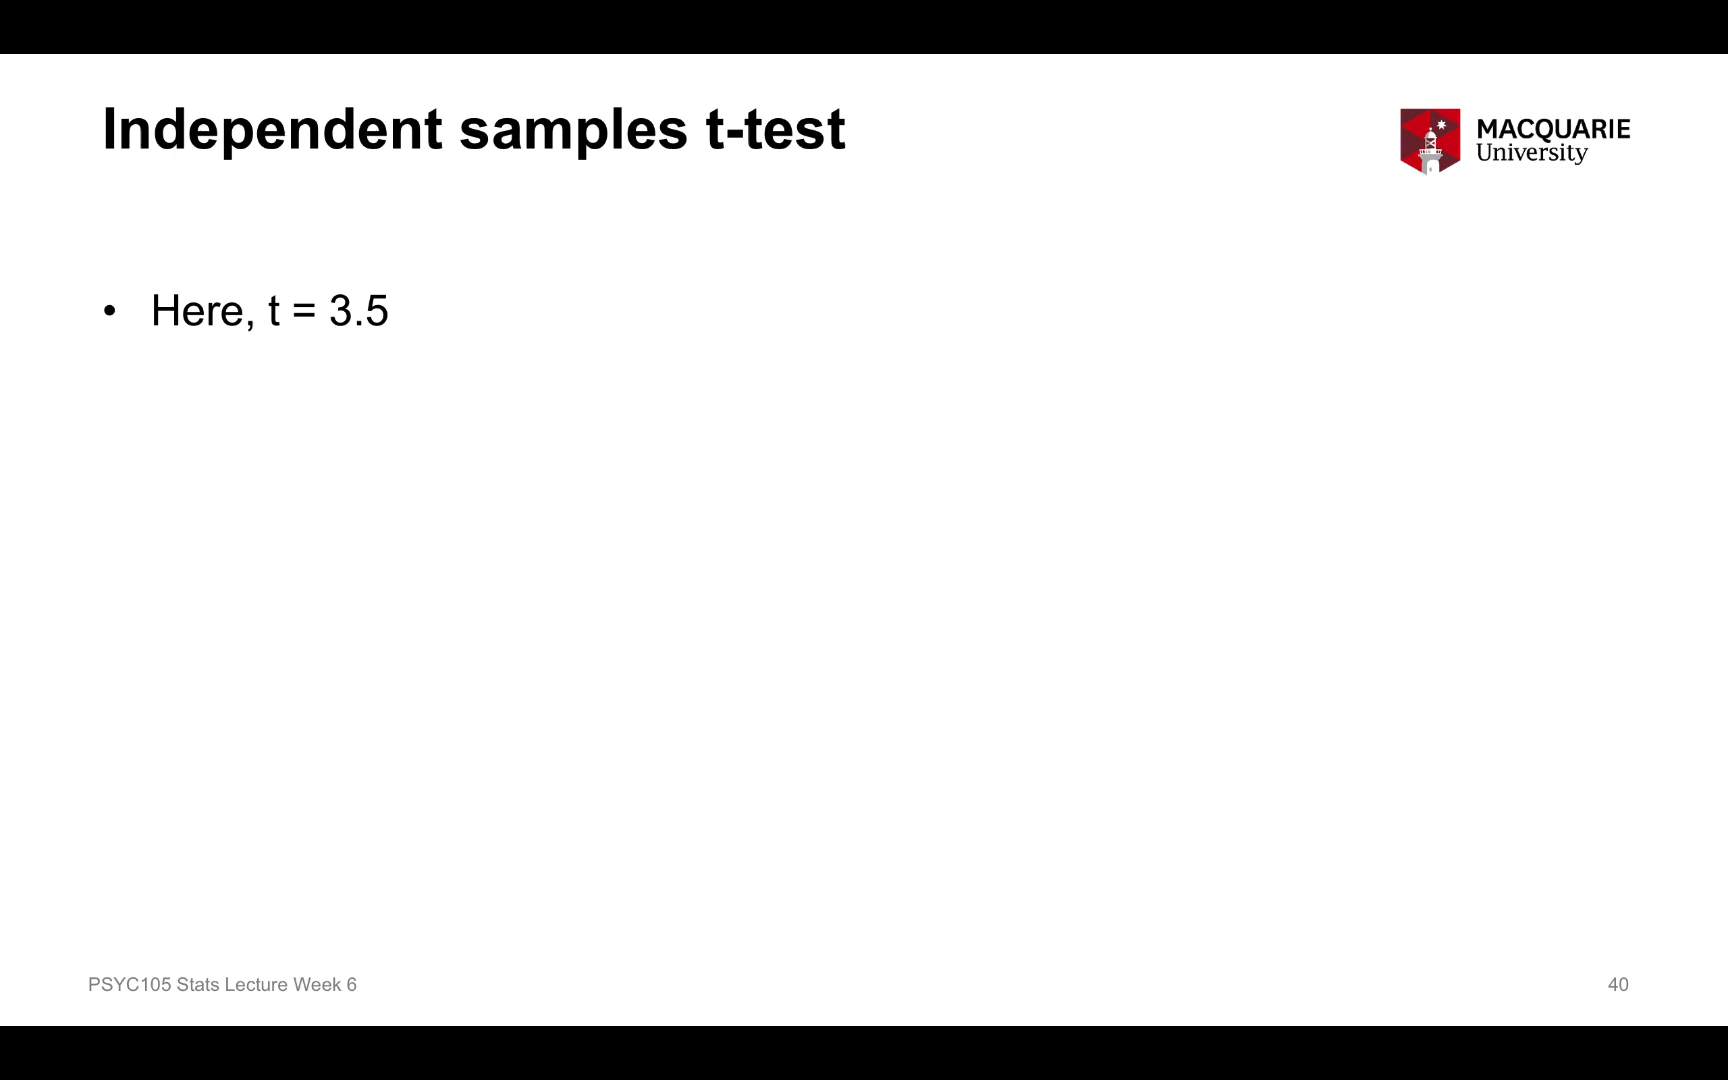 Independent samples t-test
MACQUARIE
University
• Here, t = 3.5
PSYC105 Stats Lecture Week 6
40